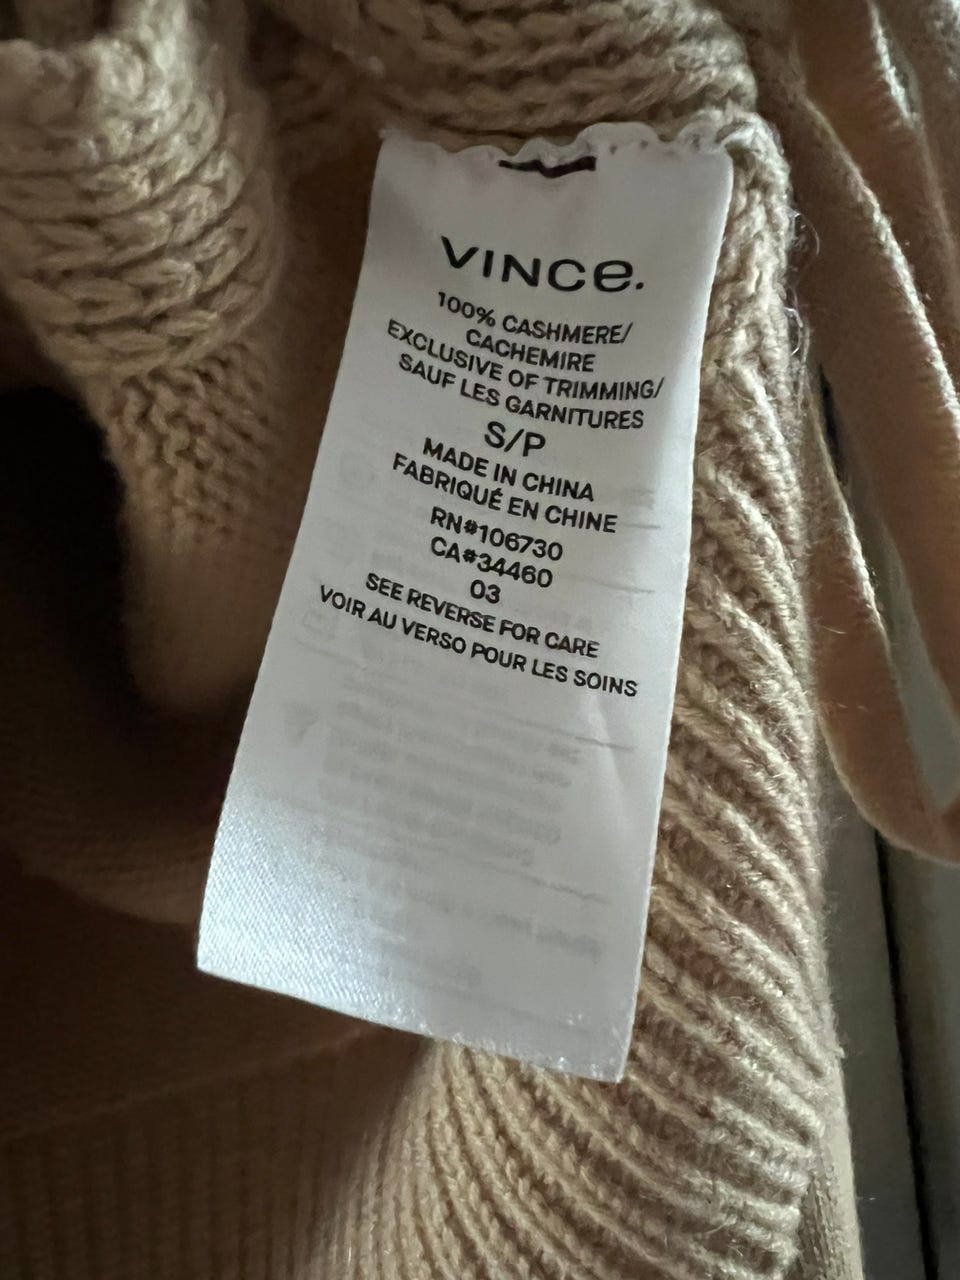 VINCE.
100% CASHMERE/
CACHEMIRE
EXCLUSIVE OF TRIMMING/
SAUF LES GARNITURES
S/P
MADE IN CHINA
FABRIQUÉ EN CHINE
RN#106730
CA#34460
03
SEE REVERSE FOR CARE
VOIR AU VERSO POUR LES SOINS